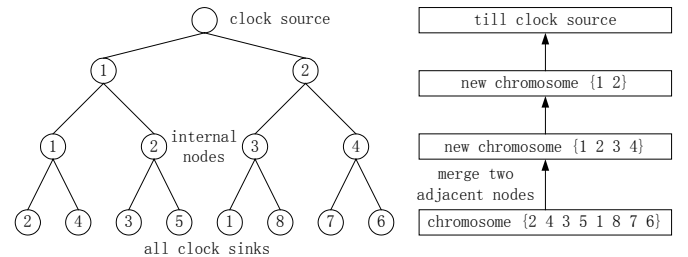 clock source
1
2
1
2
internal
nodes
3
4
2
4
3
5
1
8
7
6
all clock sinks
till clock source
new chromosome {1 2}
new chromosome {1 2 3 4}
merge two
adjacent nodes
chromosome {2 4 3 5 1 8 7 6}